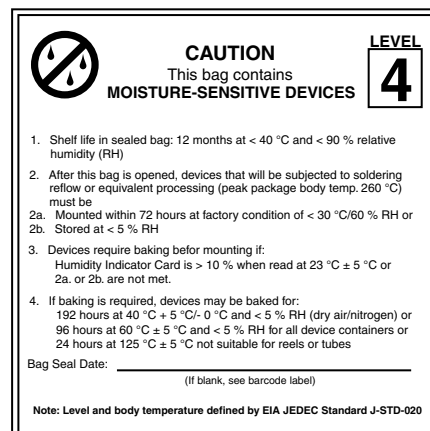 LEVEL
CAUTION
4
This bag contains
MOISTURE-SENSITIVE DEVICES
1. Shelf life in sealed bag: 12 months at < 40 °C and < 90 % relative
humidity (RH)
2. After this bag is opened, devices that will be subjected to soldering
reflow or equivalent processing (peak package body temp. 260 °C)
must be
2a. Mounted within 72 hours at factory condition of < 30 °C/60 % RH or
2b. Stored at < 5 % RH
3. Devices require baking befor mounting if:
Humidity Indicator Card is > 10 % when read at 23 °C ± 5 °C or
2a. or 2b. are not met.
4. If baking is required, devices may be baked for:
192 hours at 40 °C + 5 °C/- 0 °C and < 5 % RH (dry air/nitrogen) or
96 hours at 60 °C ± 5 °C and < 5 % RH for all device containers or
24 hours at 125 °C ± 5 °C not suitable for reels or tubes
Bag Seal Date:
(If blank, see barcode label)
Note: Level and body temperature defined by EIA JEDEC Standard J-STD-020